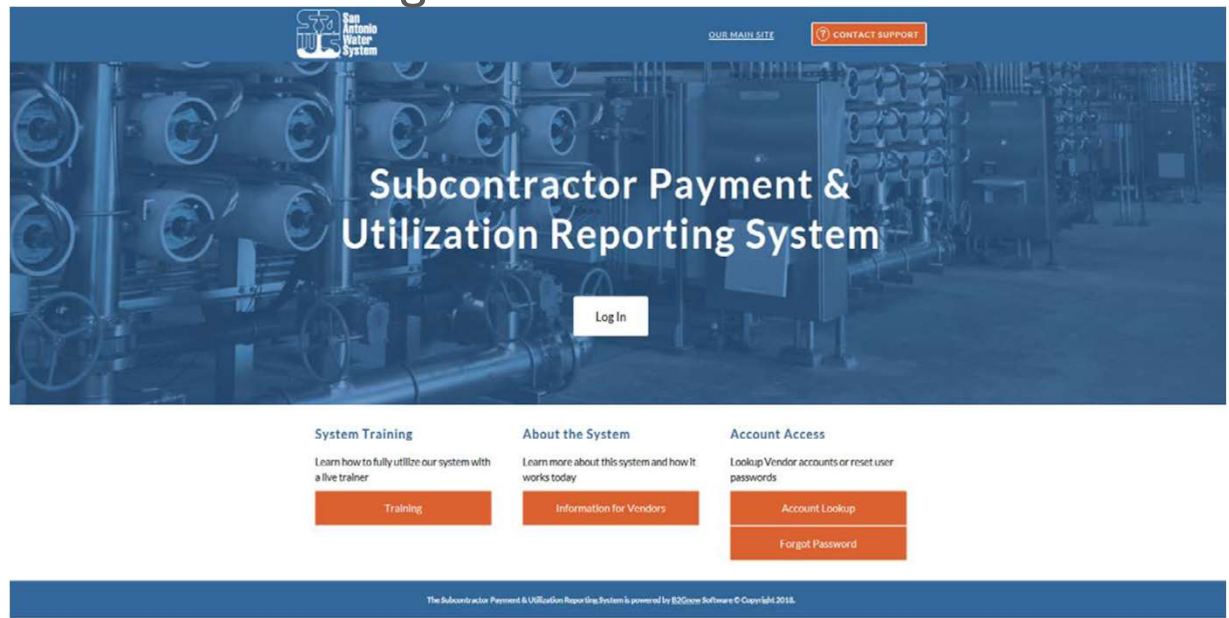 San
Antonio
Water
System
OUR MAIN SITE
? CONTACT SUPPORT
Subcontractor Payment &
Utilization Reporting System
Log In
System Training
Learn how to fully utilize our system with
a live trainer
Training
About the System
Learn more about this system and how it
works today
Information for Vendors
Account Access
Lookup Vendor accounts or reset user
passwords
Account Lookup
Forgot Password
The Subcontractor Payment & Utilization Reporting System is powered by B2Gnow Software © Copyright 2018.